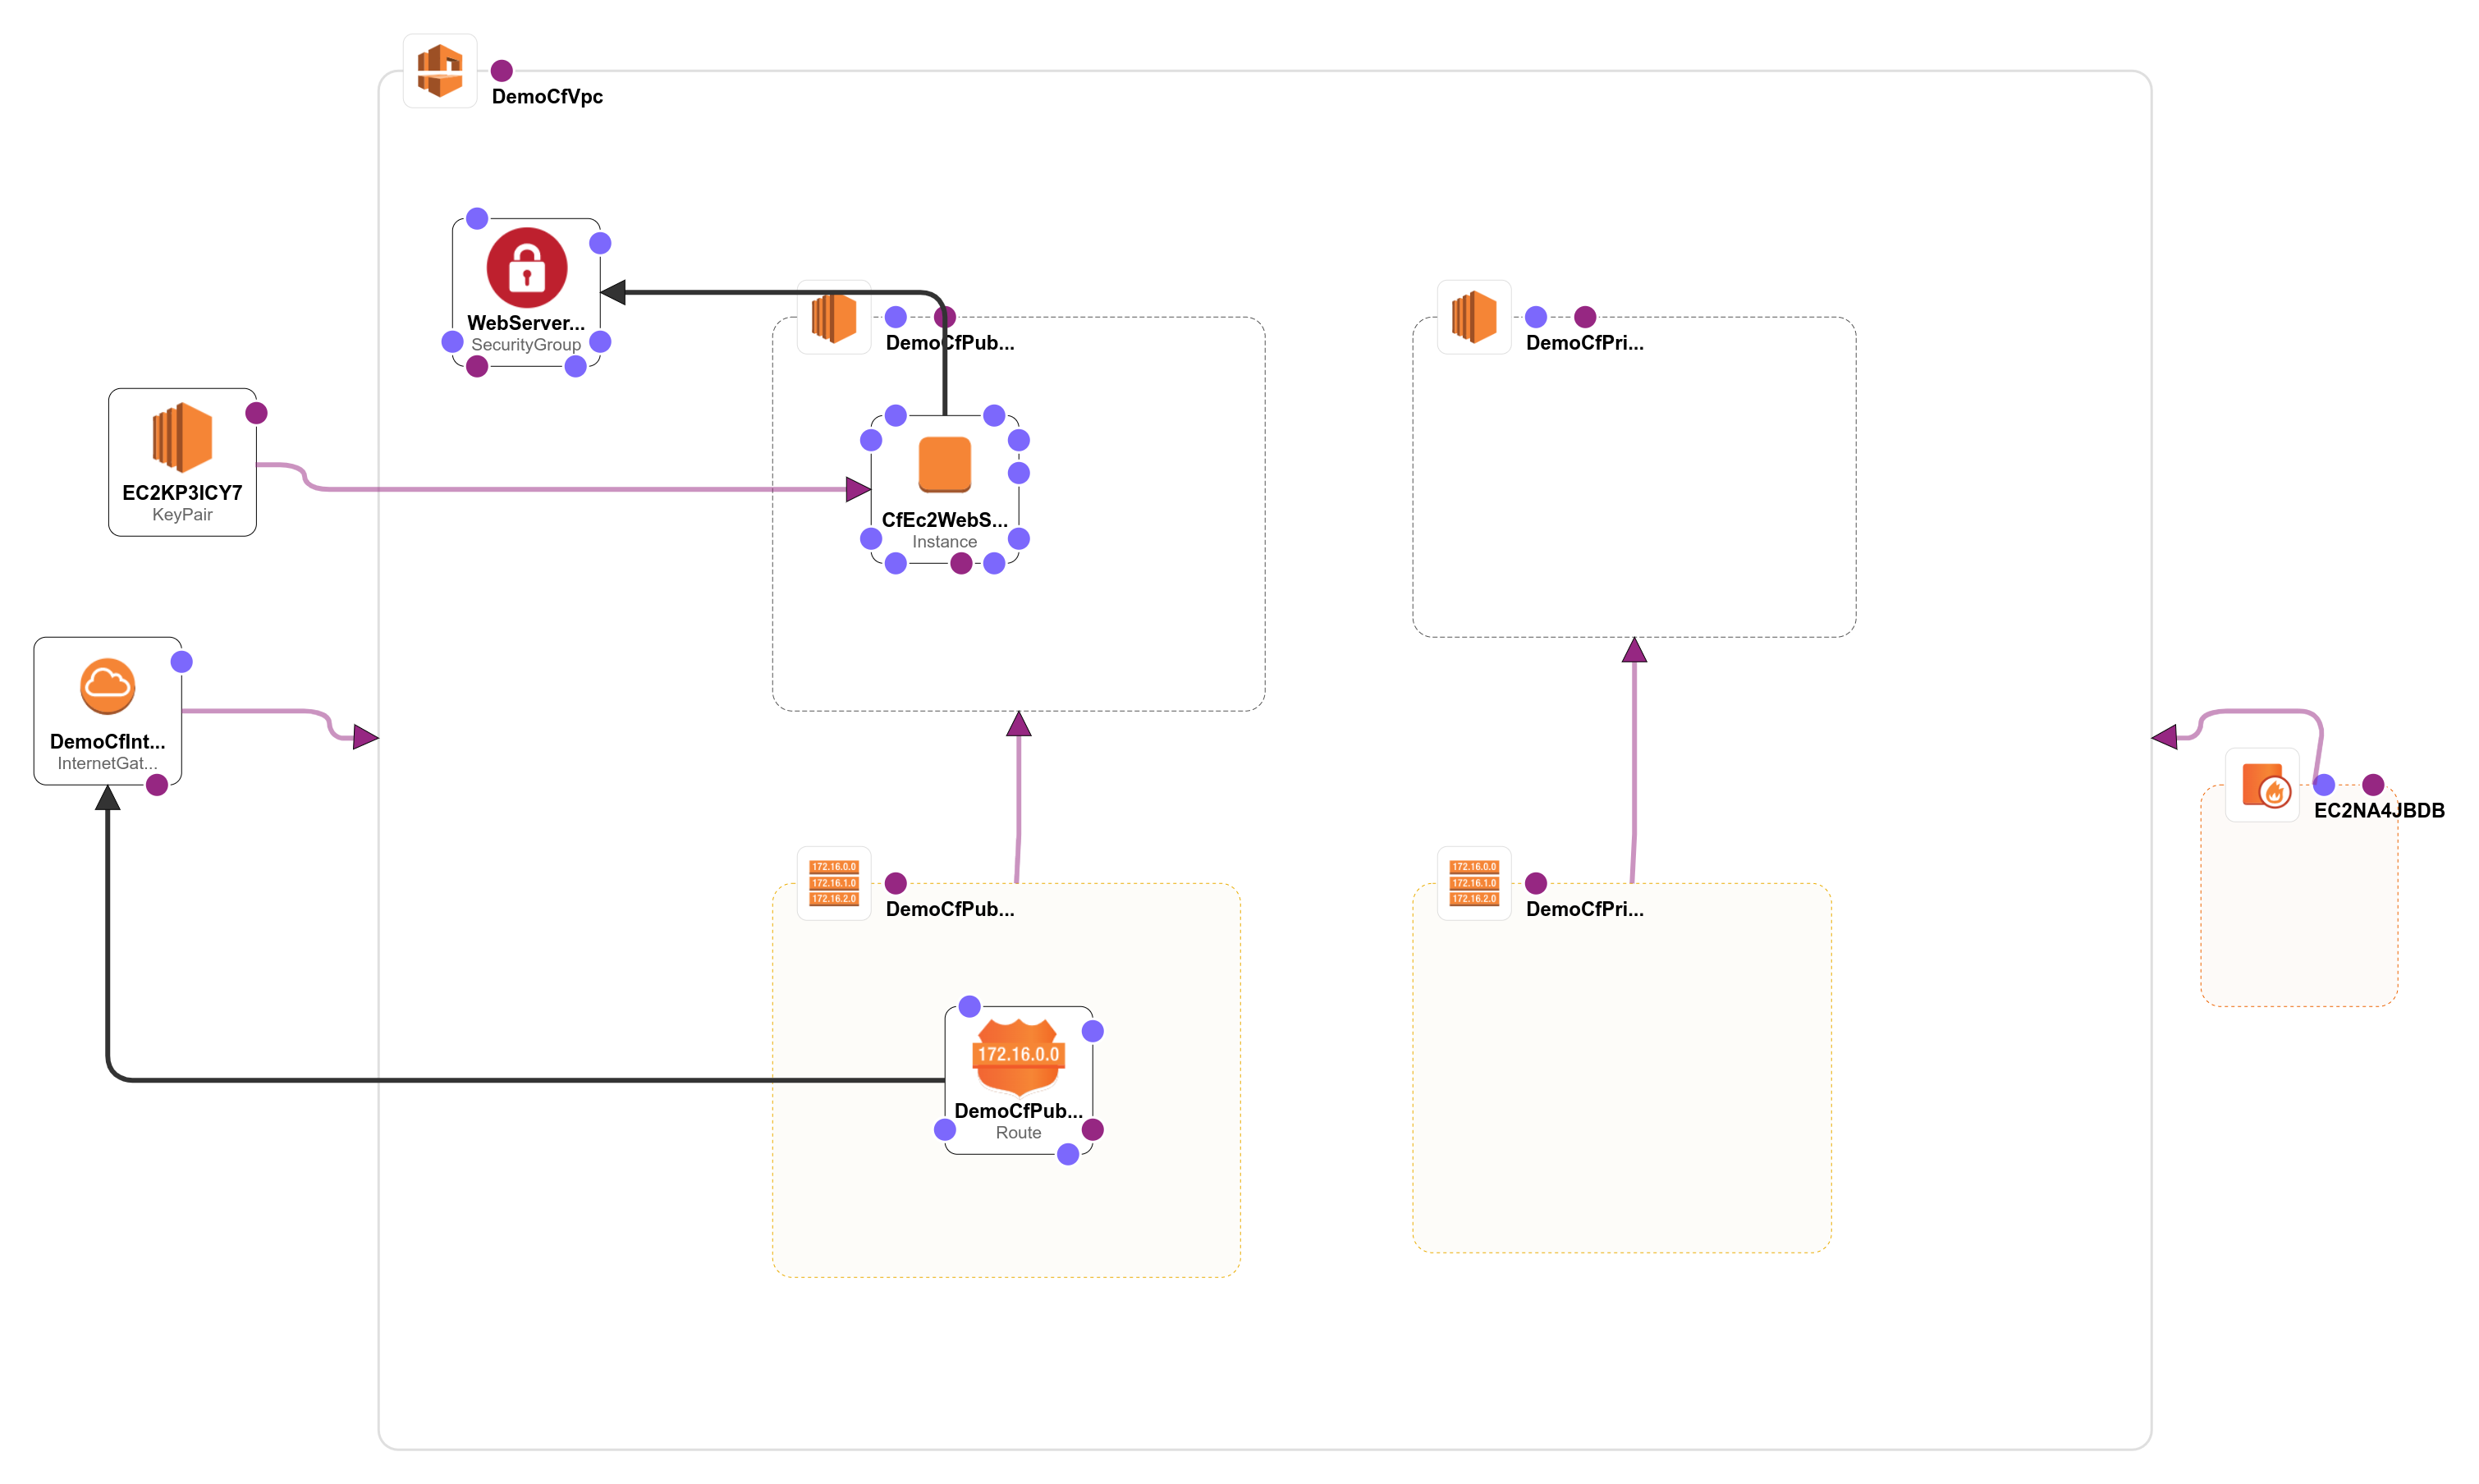 DemoCfVpc
WebServer...
SecurityGroup
DemoCfPub...
DemoCfPri...
EC2KP3ICY7
KeyPair
CfEc2WebS...
Instance
DemoCfInt...
InternetGat...
EC2NA4JBDB
172.16.0.0
172.16.1.0
172.16.2.0
DemoCfPub...
172.16.0.0
172.16.1.0
172.16.2.0
DemoCfPri...
172.16.0.0
DemoCfPub...
Route